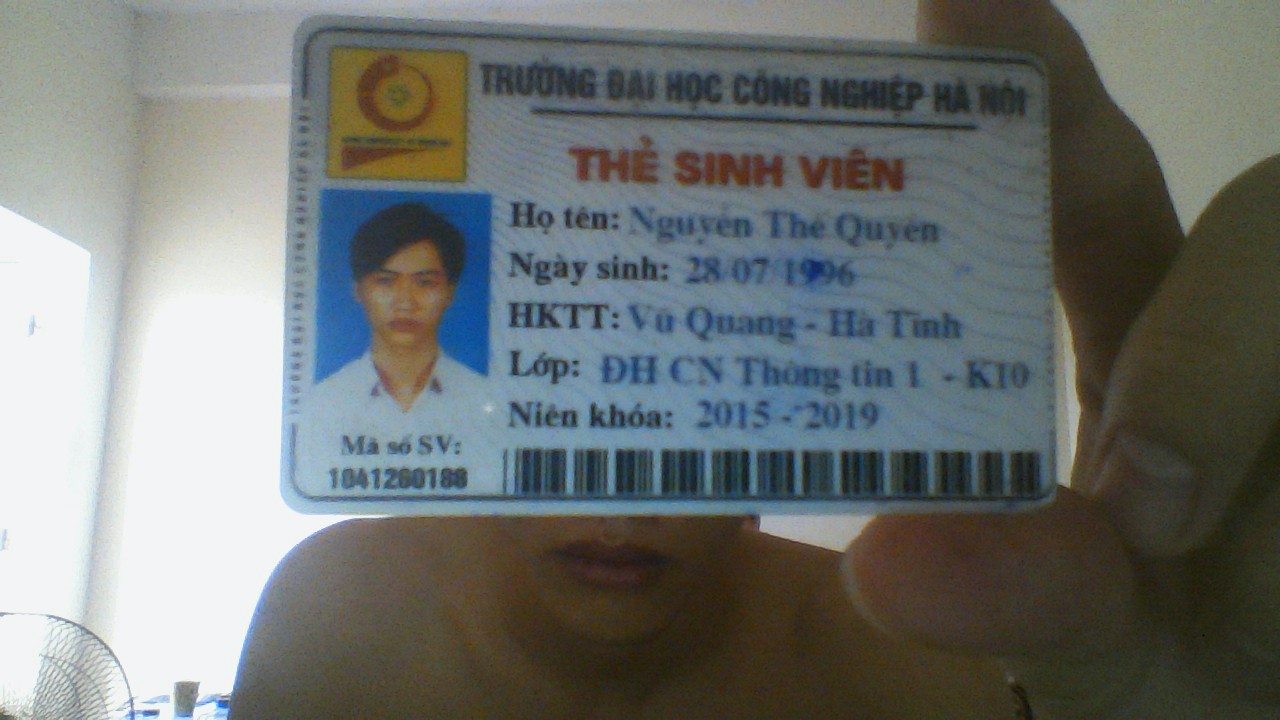 TRƯỜNG ĐẠI HỌC CÔNG NGHIỆP HÀ NỘI
THẺ SINH VIÊN
Họ tên: Nguyễn Thế Quyền
Ngày sinh: 28/07/1996
HKTT: Vũ Quang - Hà Tĩnh
Lớp: ĐH CN Thông tin 1 - K10
Niên khóa: 2015 - 2019
Mã số SV:
1041260188